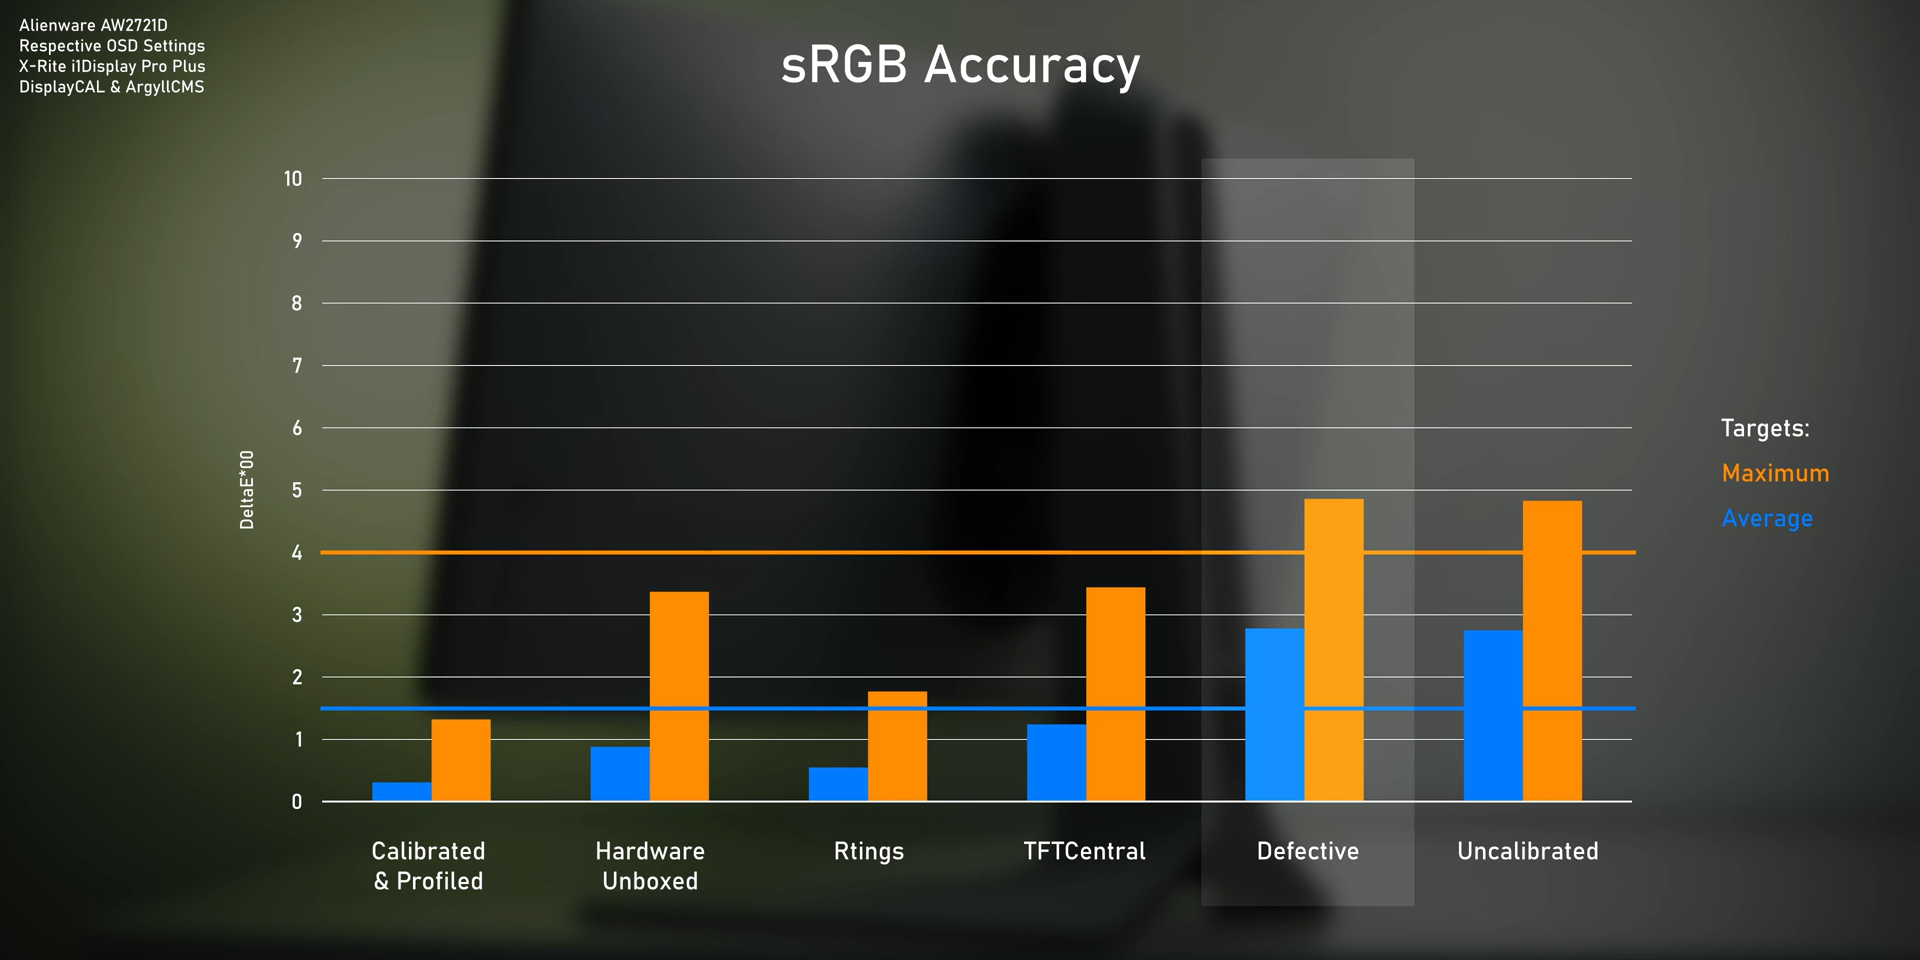 Alienware AW2721D
Respective OSD Settings
X-Rite i1Display Pro Plus
DisplayCAL & ArgyllCMS
sRGB Accuracy
10
9
8
7
6
5
4
3
2
1
0
DeltaE*00
Targets:
Maximum
Average
Calibrated
& Profiled
Hardware
Unboxed
Rtings
TFTCentral
Defective
Uncalibrated